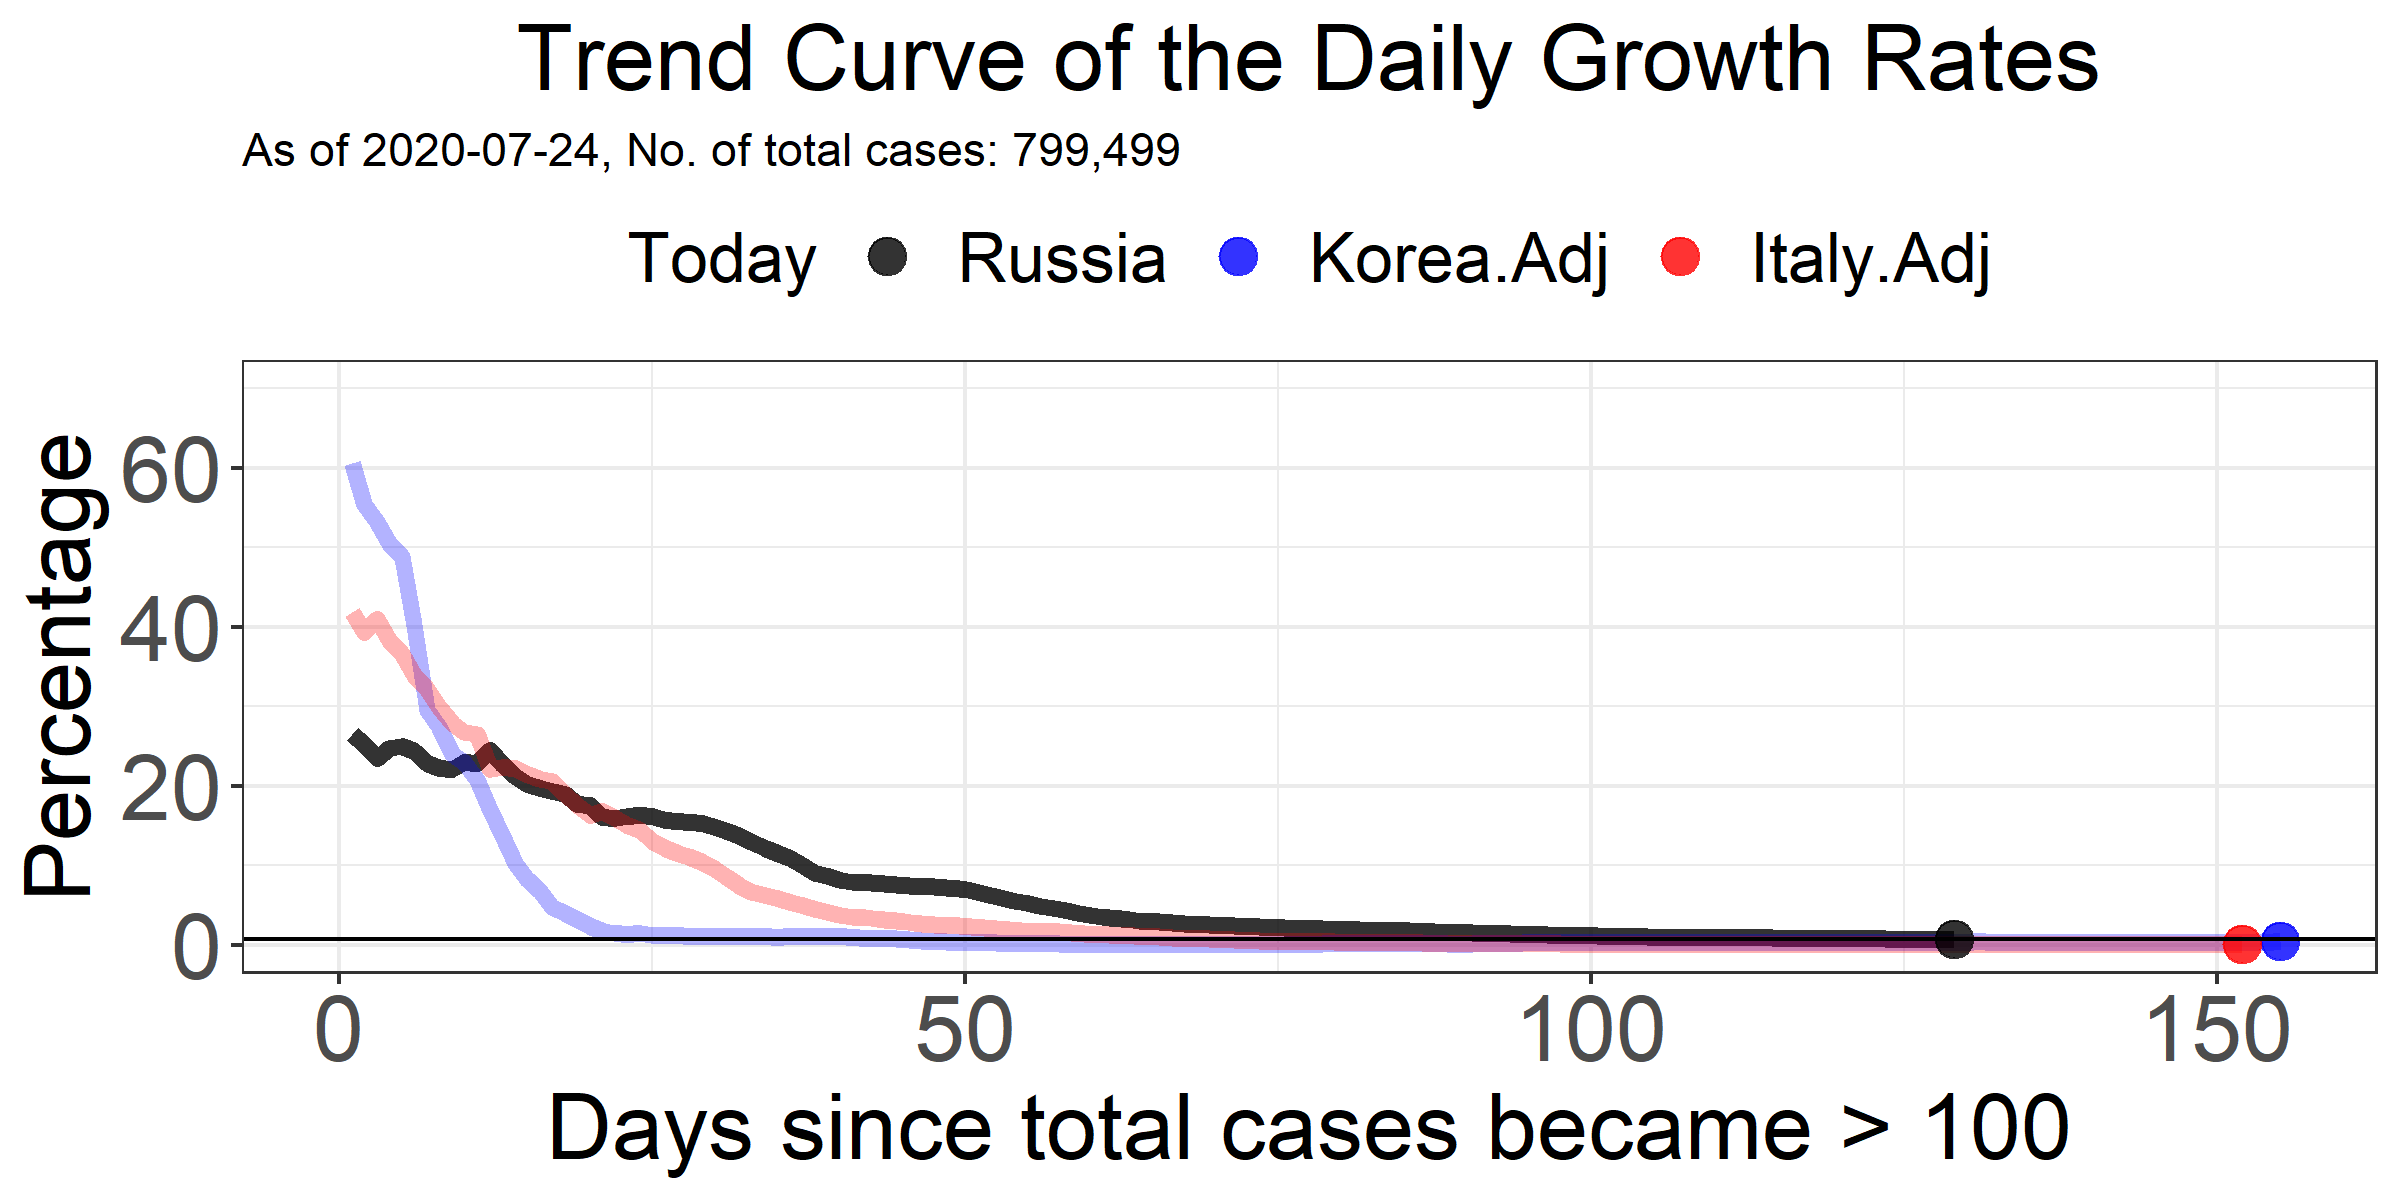 Trend Curve of the Daily Growth Rates
As of 2020-07-24, No. of total cases: 799,499
Today Russia Korea.Adj Italy.Adj
Percentage
60
40
20
0
0 50 100 150
Days since total cases became > 100